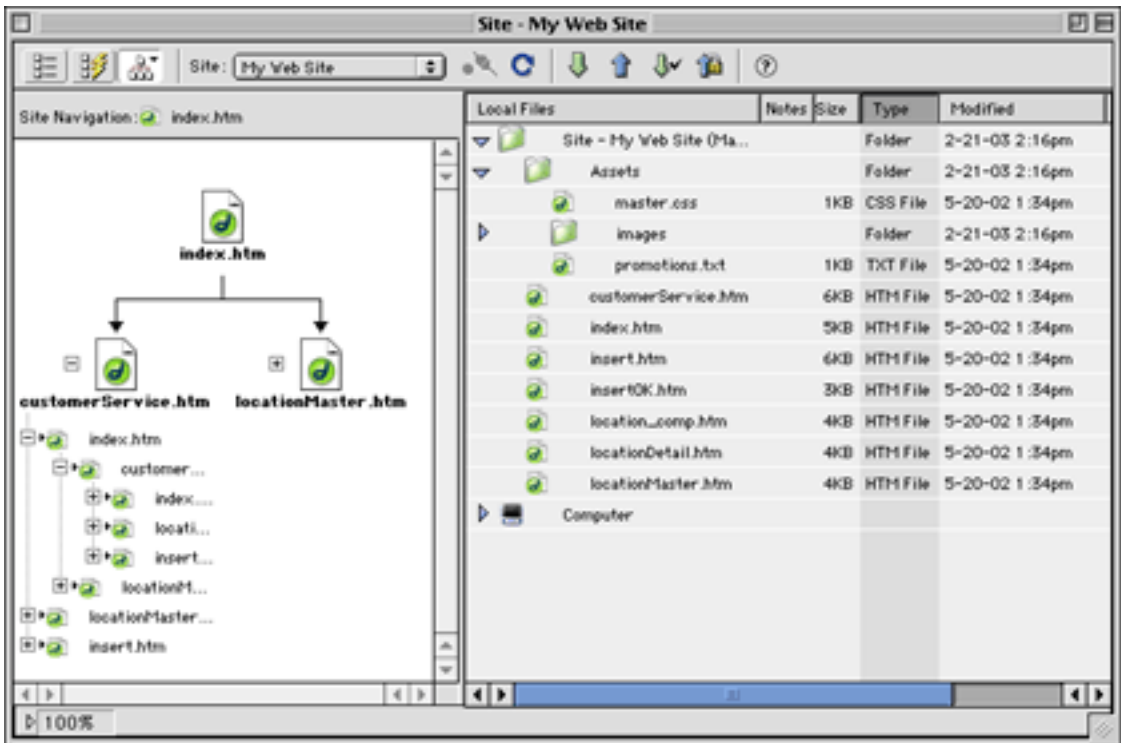 Site - My Web Site
Site: My Web Site
Site Navigation: index.htm
index.htm
customerService.htm locationMaster.htm
index.htm
customer...
index....
locati...
insert...
locationM...
locationMaster...
insert.htm
100%
Local Files Notes Size Type Modified
Site - My Web Site (Ma... Folder 2-21-03 2:16pm
Assets Folder 2-21-03 2:16pm
master.css 1KB CSS File 5-20-02 1:34pm
images Folder 2-21-03 2:16pm
promotions.txt 1KB TXT File 5-20-02 1:34pm
customerService.htm 6KB HTM File 5-20-02 1:34pm
index.htm 5KB HTM File 5-20-02 1:34pm
insert.htm 6KB HTM File 5-20-02 1:34pm
insertOK.htm 3KB HTM File 5-20-02 1:34pm
location_comp.htm 4KB HTM File 5-20-02 1:34pm
locationDetail.htm 4KB HTM File 5-20-02 1:34pm
locationMaster.htm 4KB HTM File 5-20-02 1:34pm
Computer